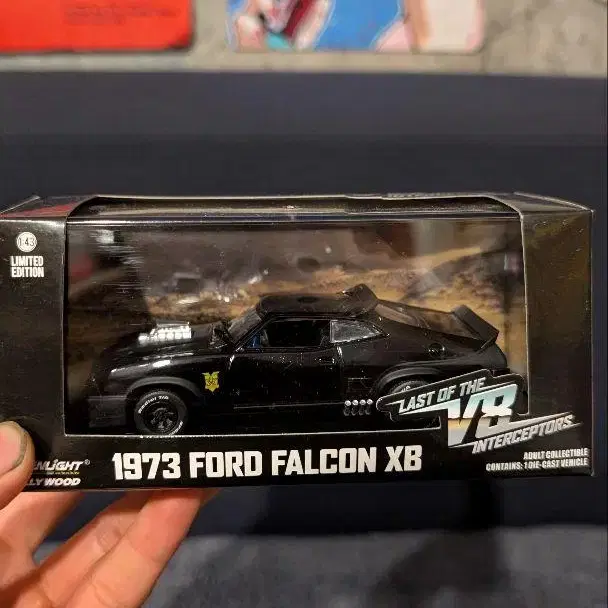 1:43
LIMITED
EDITION
LAST OF THE
V8
INTERCEPTORS
1973 FORD FALCON XB
ADULT COLLECTIBLE
CONTAINS: 1 DIE-CAST VEHICLE